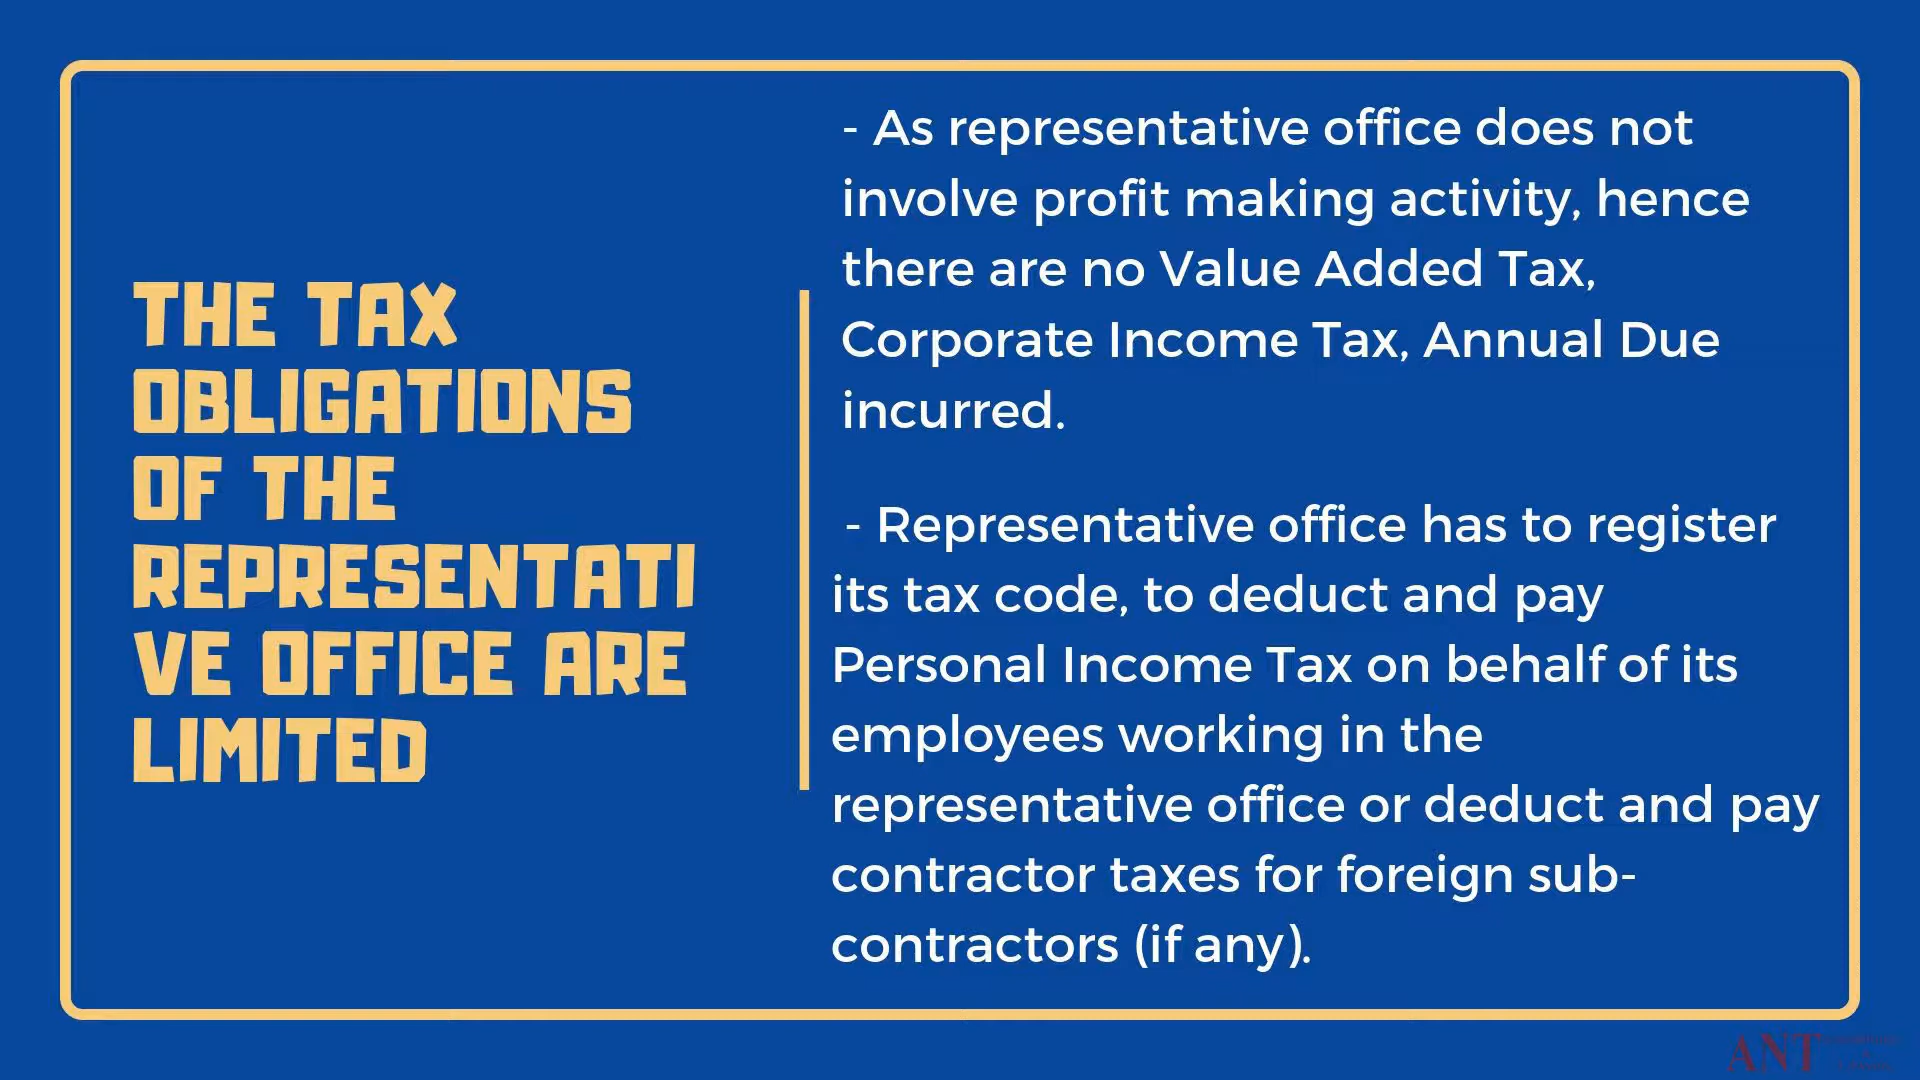 THE TAX
OBLIGATIONS
OF THE
REPRESENTATI
VE OFFICE ARE
LIMITED
- As representative office does not
involve profit making activity, hence
there are no Value Added Tax,
Corporate Income Tax, Annual Due
incurred.
- Representative office has to register
its tax code, to deduct and pay
Personal Income Tax on behalf of its
employees working in the
representative office or deduct and pay
contractor taxes for foreign sub-
contractors (if any).
ANT